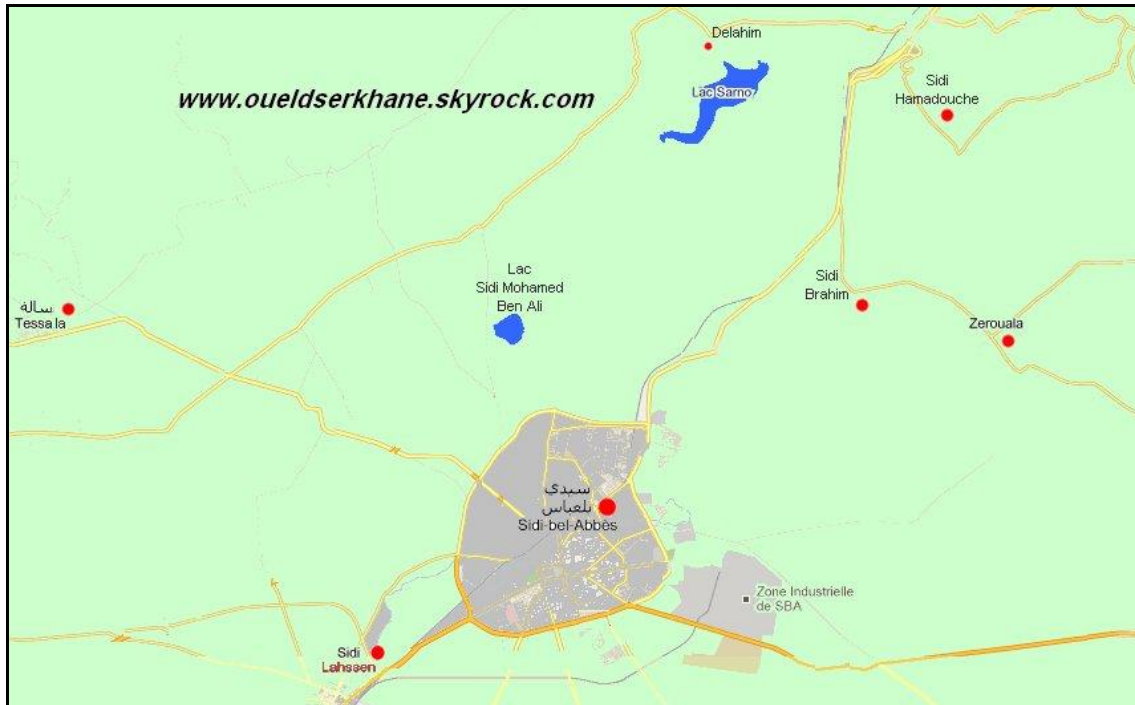 Delahim
www.oueldserkhane.skyrock.com
Lac Sarno
Sidi
Hamadouche
Lac
Sidi Mohamed
Ben Ali
Sidi
Brahim
سالة
Tessala
Zerouala
سيدي
بلعباس
Sidi-bel-Abbès
Zone Industrielle
de SBA
Sidi
Lahssen